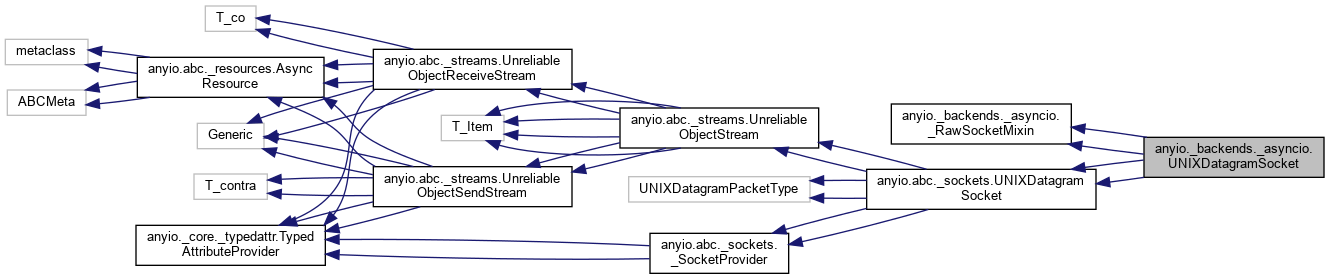 T_co
metaclass
ABCMeta
anyio.abc._resources.Async
Resource
anyio.abc._streams.Unreliable
ObjectReceiveStream
Generic
T_Item
anyio.abc._streams.Unreliable
ObjectStream
anyio._backends._asyncio.
_RawSocketMixin
anyio._backends._asyncio.
UNIXDatagramSocket
T_contra
anyio.abc._streams.Unreliable
ObjectSendStream
UNIXDatagramPacketType
anyio.abc._sockets.UNIXDatagram
Socket
anyio._core._typedattr.Typed
AttributeProvider
anyio.abc._sockets.
_SocketProvider